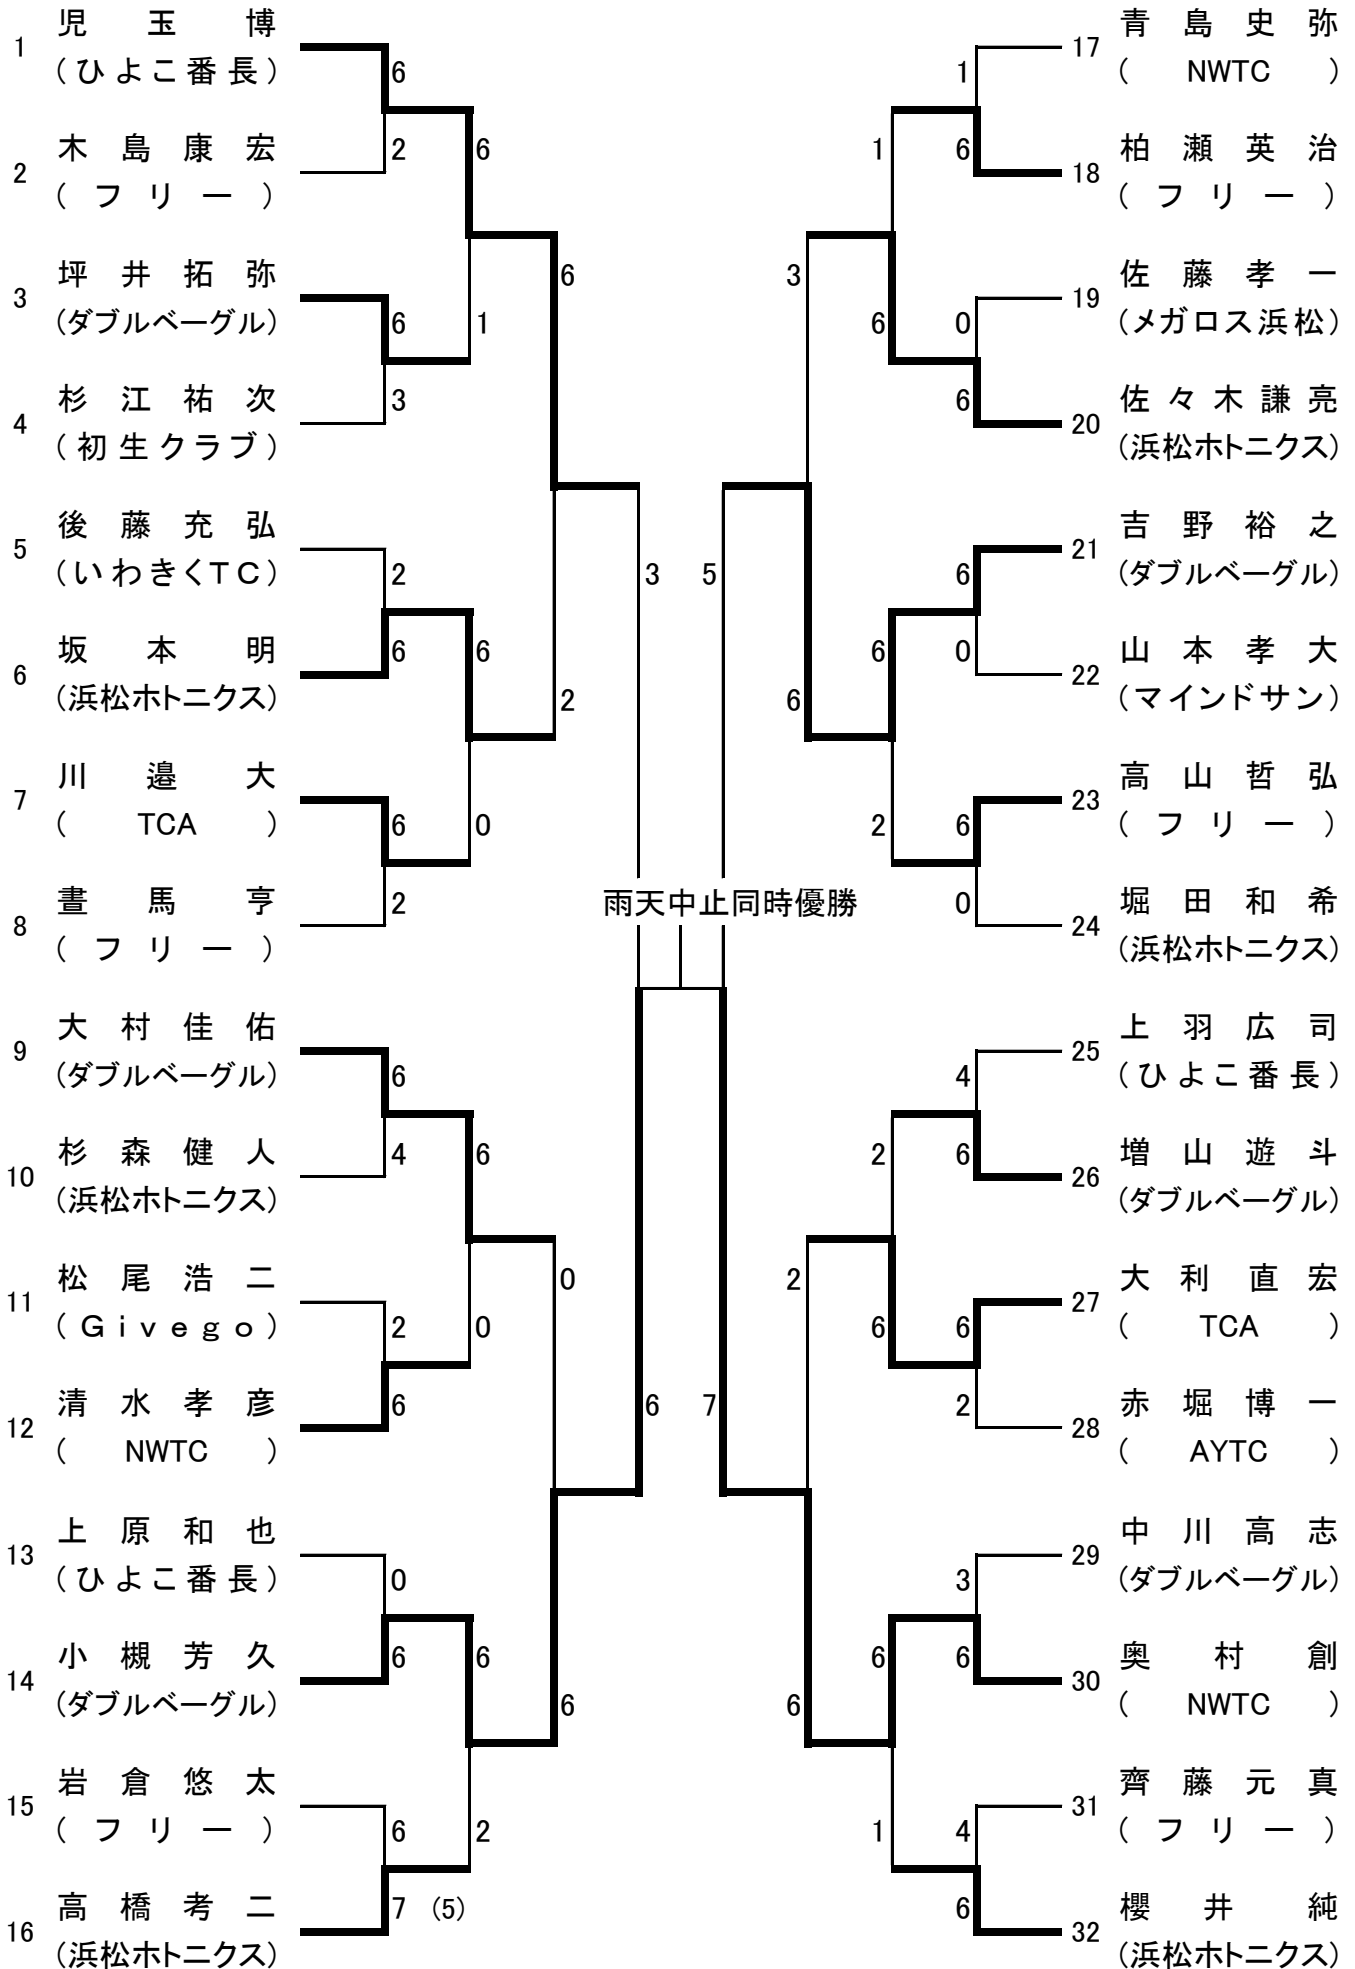 1 児玉博
(ひよこ番長)
6
2 木島康宏
(フリー)
2
6
3 坪井拓弥
(ダブルベーグル)
6
1
4 杉江祐次
(初生クラブ)
3
6
5 後藤充弘
(いわきくTC)
2
6 坂本明
(浜松ホトニクス)
6
6
7 川邉大
( TCA )
6
0
8 晝馬亨
(フリー)
2
2
3
9 大村佳佑
(ダブルベーグル)
6
10 杉森健人
(浜松ホトニクス)
4
6
11 松尾浩二
(Givego)
2
0
12 清水孝彦
( NWTC )
6
0
13 上原和也
(ひよこ番長)
0
14 小槻芳久
(ダブルベーグル)
6
6
15 岩倉悠太
(フリー)
6
2
16 高橋考二
(浜松ホトニクス)
7 (5)
6
6
雨天中止同時優勝
17 青島史弥
( NWTC )
1
18 柏瀬英治
(フリー)
6
1
19 佐藤孝一
(メガロス浜松)
0
6
20 佐々木謙亮
(浜松ホトニクス)
6
3
21 吉野裕之
(ダブルベーグル)
6
22 山本孝大
(マインドサン)
0
6
23 高山哲弘
(フリー)
6
2
24 堀田和希
(浜松ホトニクス)
0
6
5
25 上羽広司
(ひよこ番長)
4
26 増山遊斗
(ダブルベーグル)
6
2
27 大利直宏
( TCA )
6
6
28 赤堀博一
( AYTC )
2
2
29 中川高志
(ダブルベーグル)
3
30 奥村創
( NWTC )
6
6
31 齊藤元真
(フリー)
4
1
32 櫻井純
(浜松ホトニクス)
6
6
7